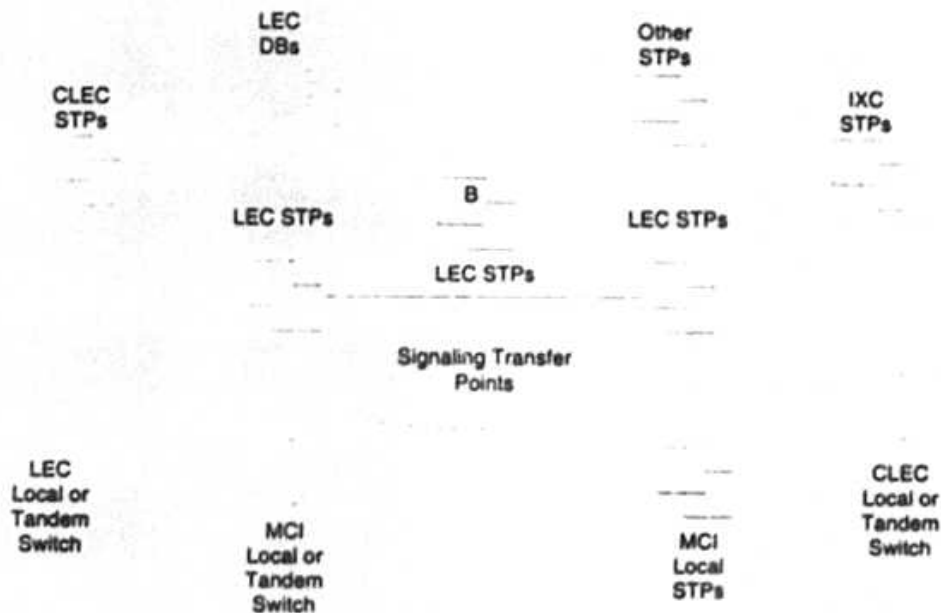 LEC
DBs
Other
STPs
CLEC
STPs
IXC
STPs
B
LEC STPs
LEC STPs
LEC STPs
Signaling Transfer
Points
LEC
Local or
Tandem
Switch
MCI
Local or
Tandem
Switch
MCI
Local
STPs
CLEC
Local or
Tandem
Switch